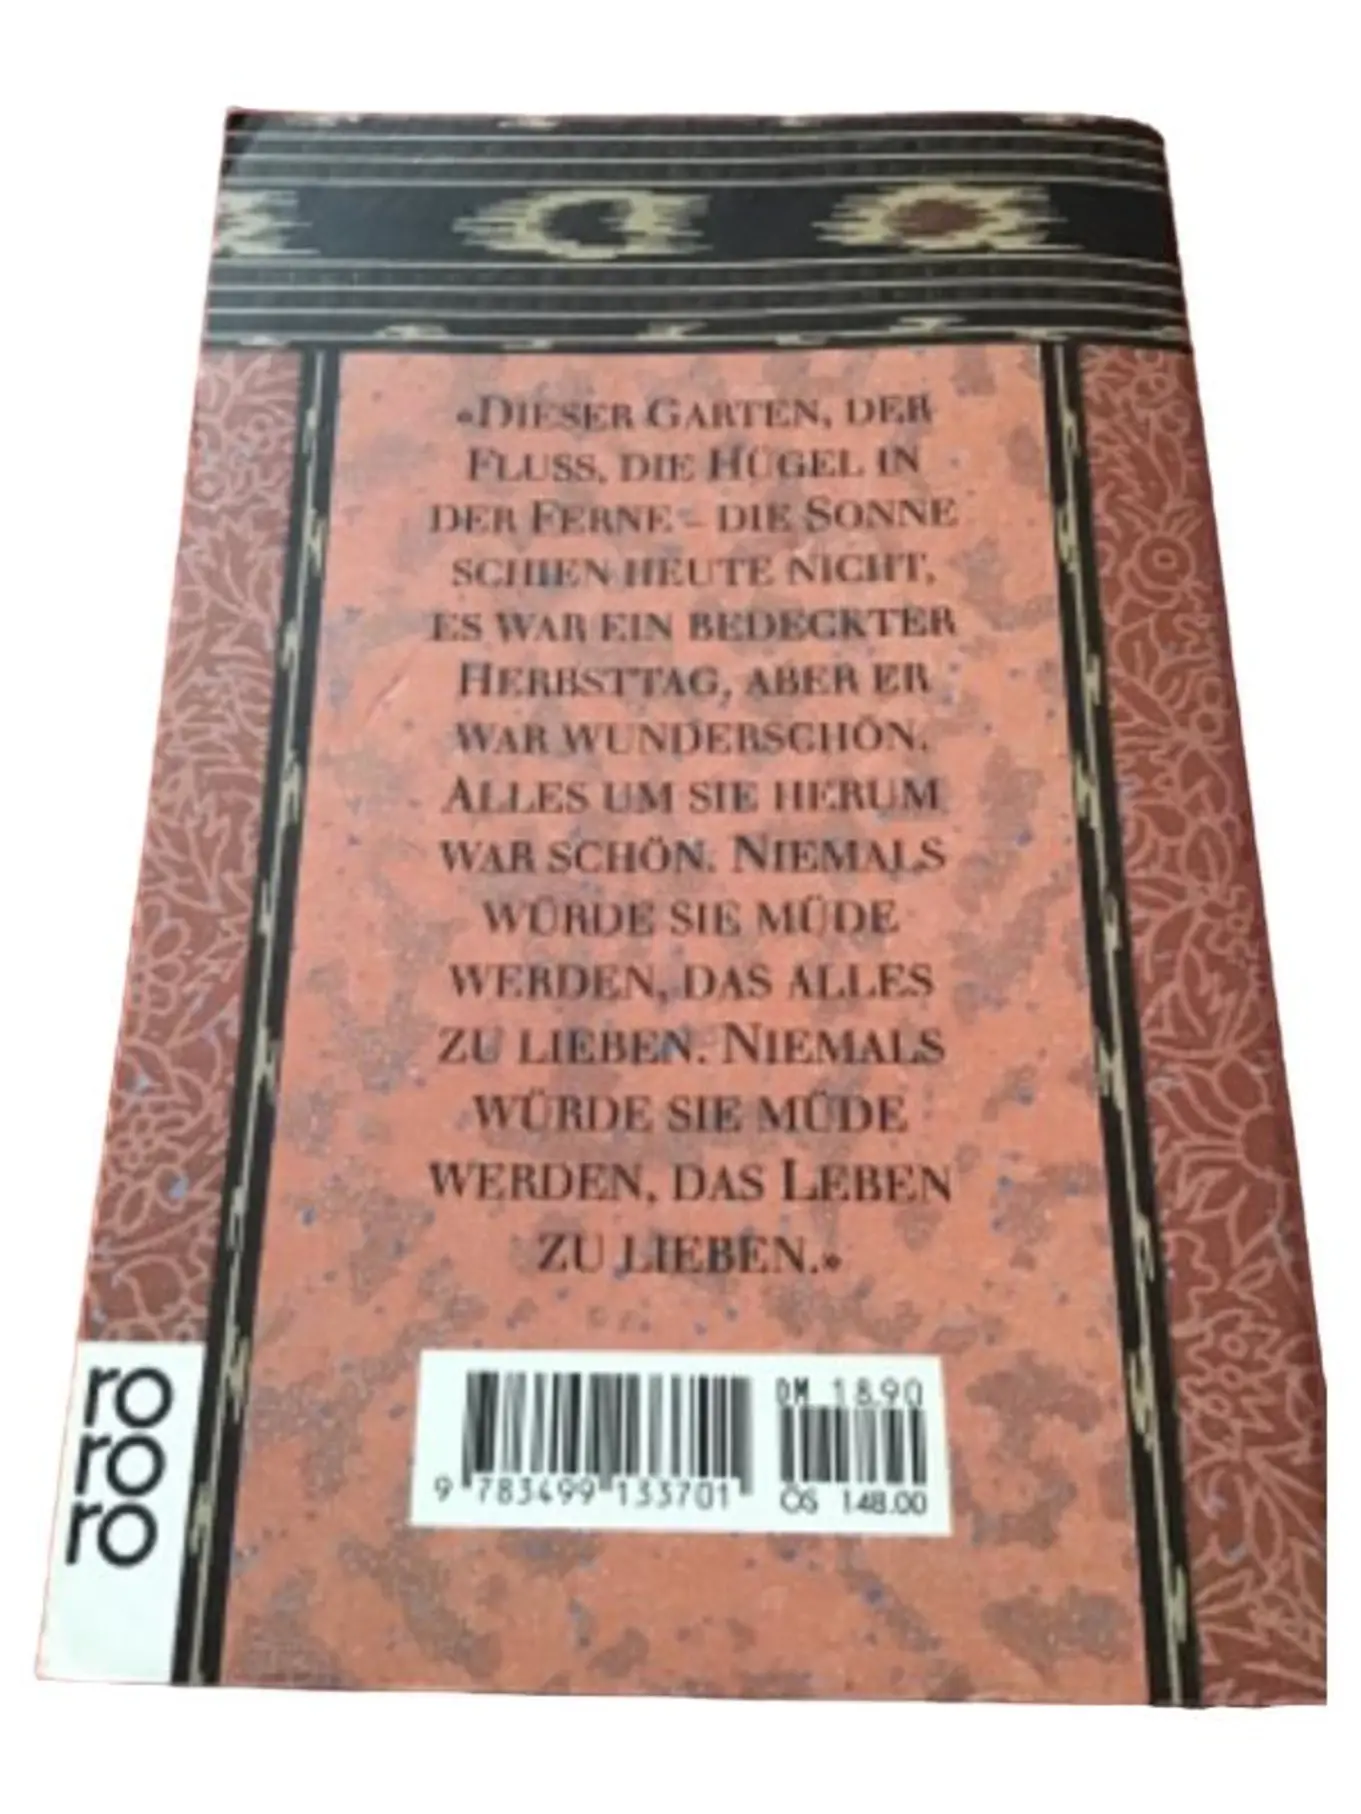 «DIESER GARTEN, DER
FLUSS, DIE HÜGEL IN
DER FERNE – DIE SONNE
SCHIEN HEUTE NICHT,
ES WAR EIN BEDECKTER
HERBSTTAG, ABER ER
WAR WUNDERSCHÖN.
ALLES UM SIE HERUM
WAR SCHÖN. NIEMALS
WÜRDE SIE MÜDE
WERDEN, DAS ALLES
ZU LIEBEN. NIEMALS
WÜRDE SIE MÜDE
WERDEN, DAS LEBEN
ZU LIEBEN.»
ro
ro
ro
DM 18.90
9 783499 133701
ÖS 148.00